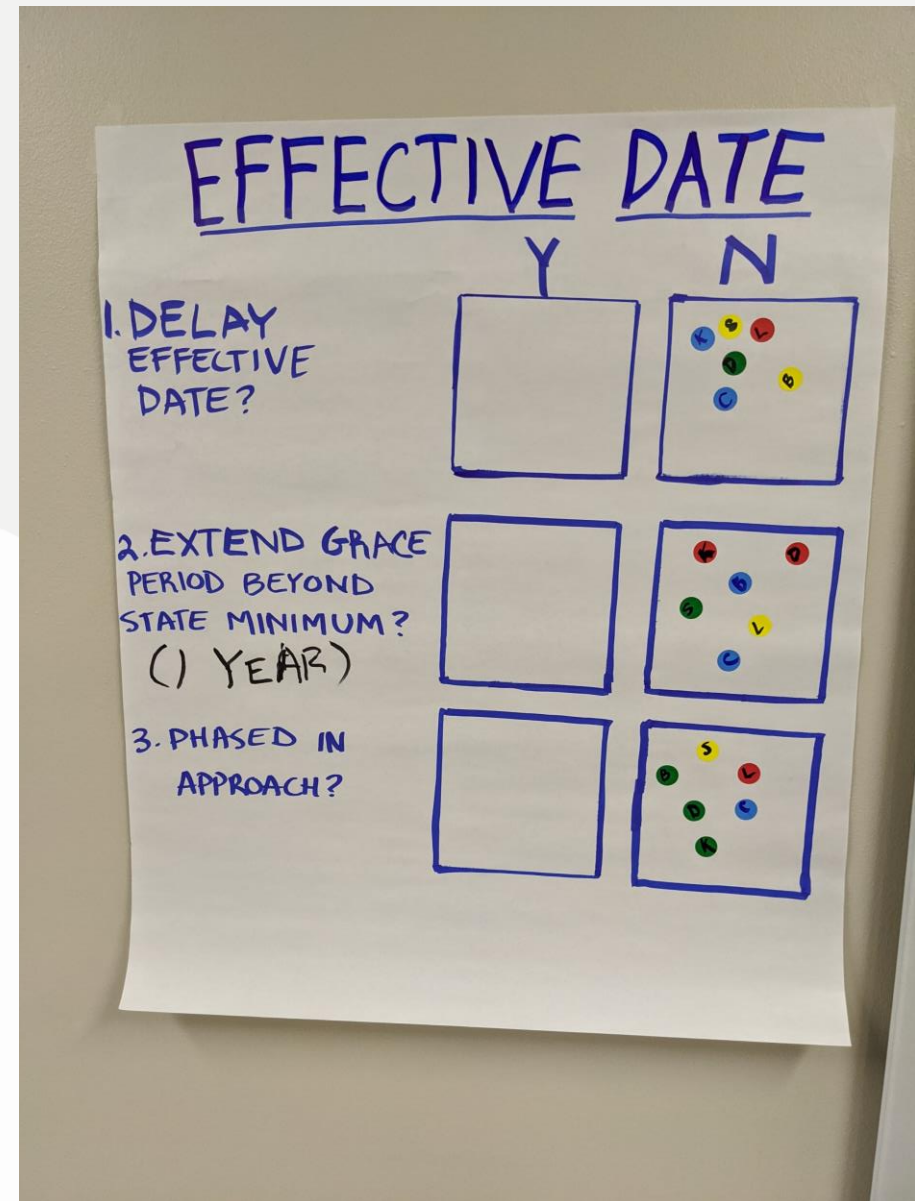 EFFECTIVE DATE
Y N
1. DELAY
EFFECTIVE
DATE?
K S L
D B
C
2. EXTEND GRACE
PERIOD BEYOND
STATE MINIMUM?
(1 YEAR)
K D
B
S
L
C
3. PHASED IN
APPROACH?
S
B L
D C
K